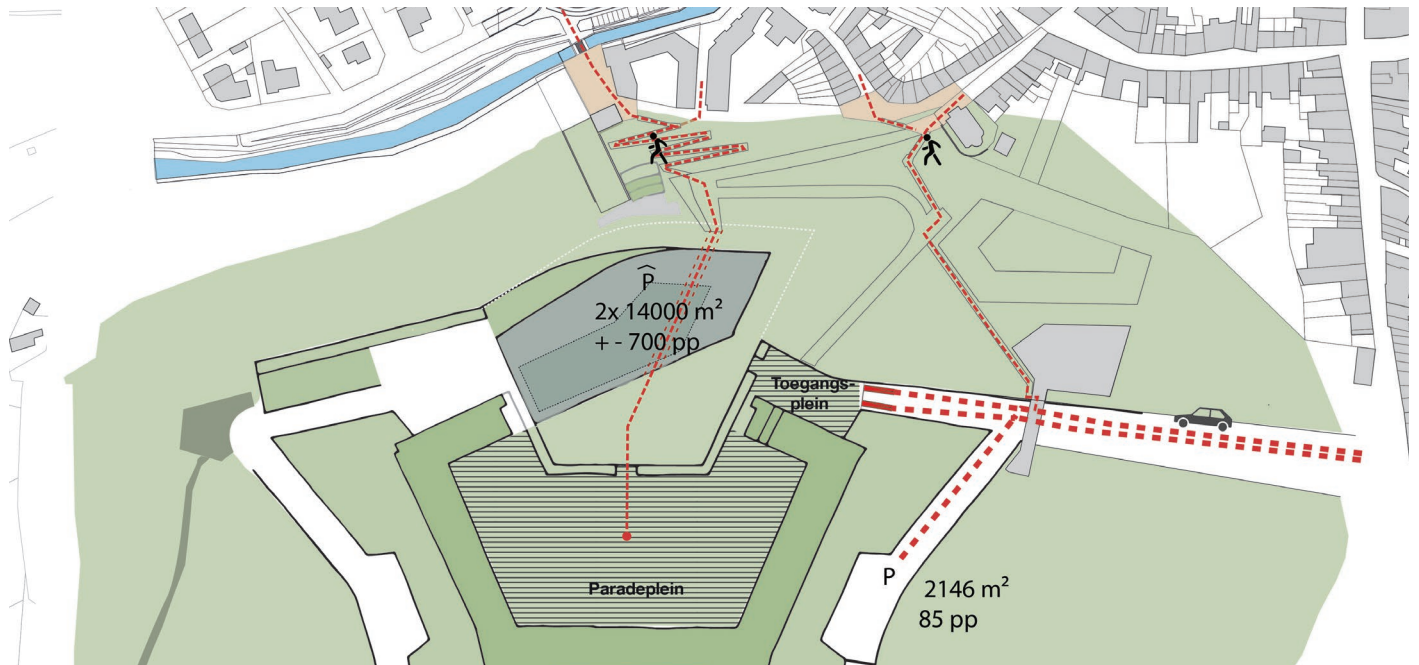 P̂
2x 14000 m²
+ - 700 pp
Toegangs-
plein
Paradeplein
P
2146 m²
85 pp